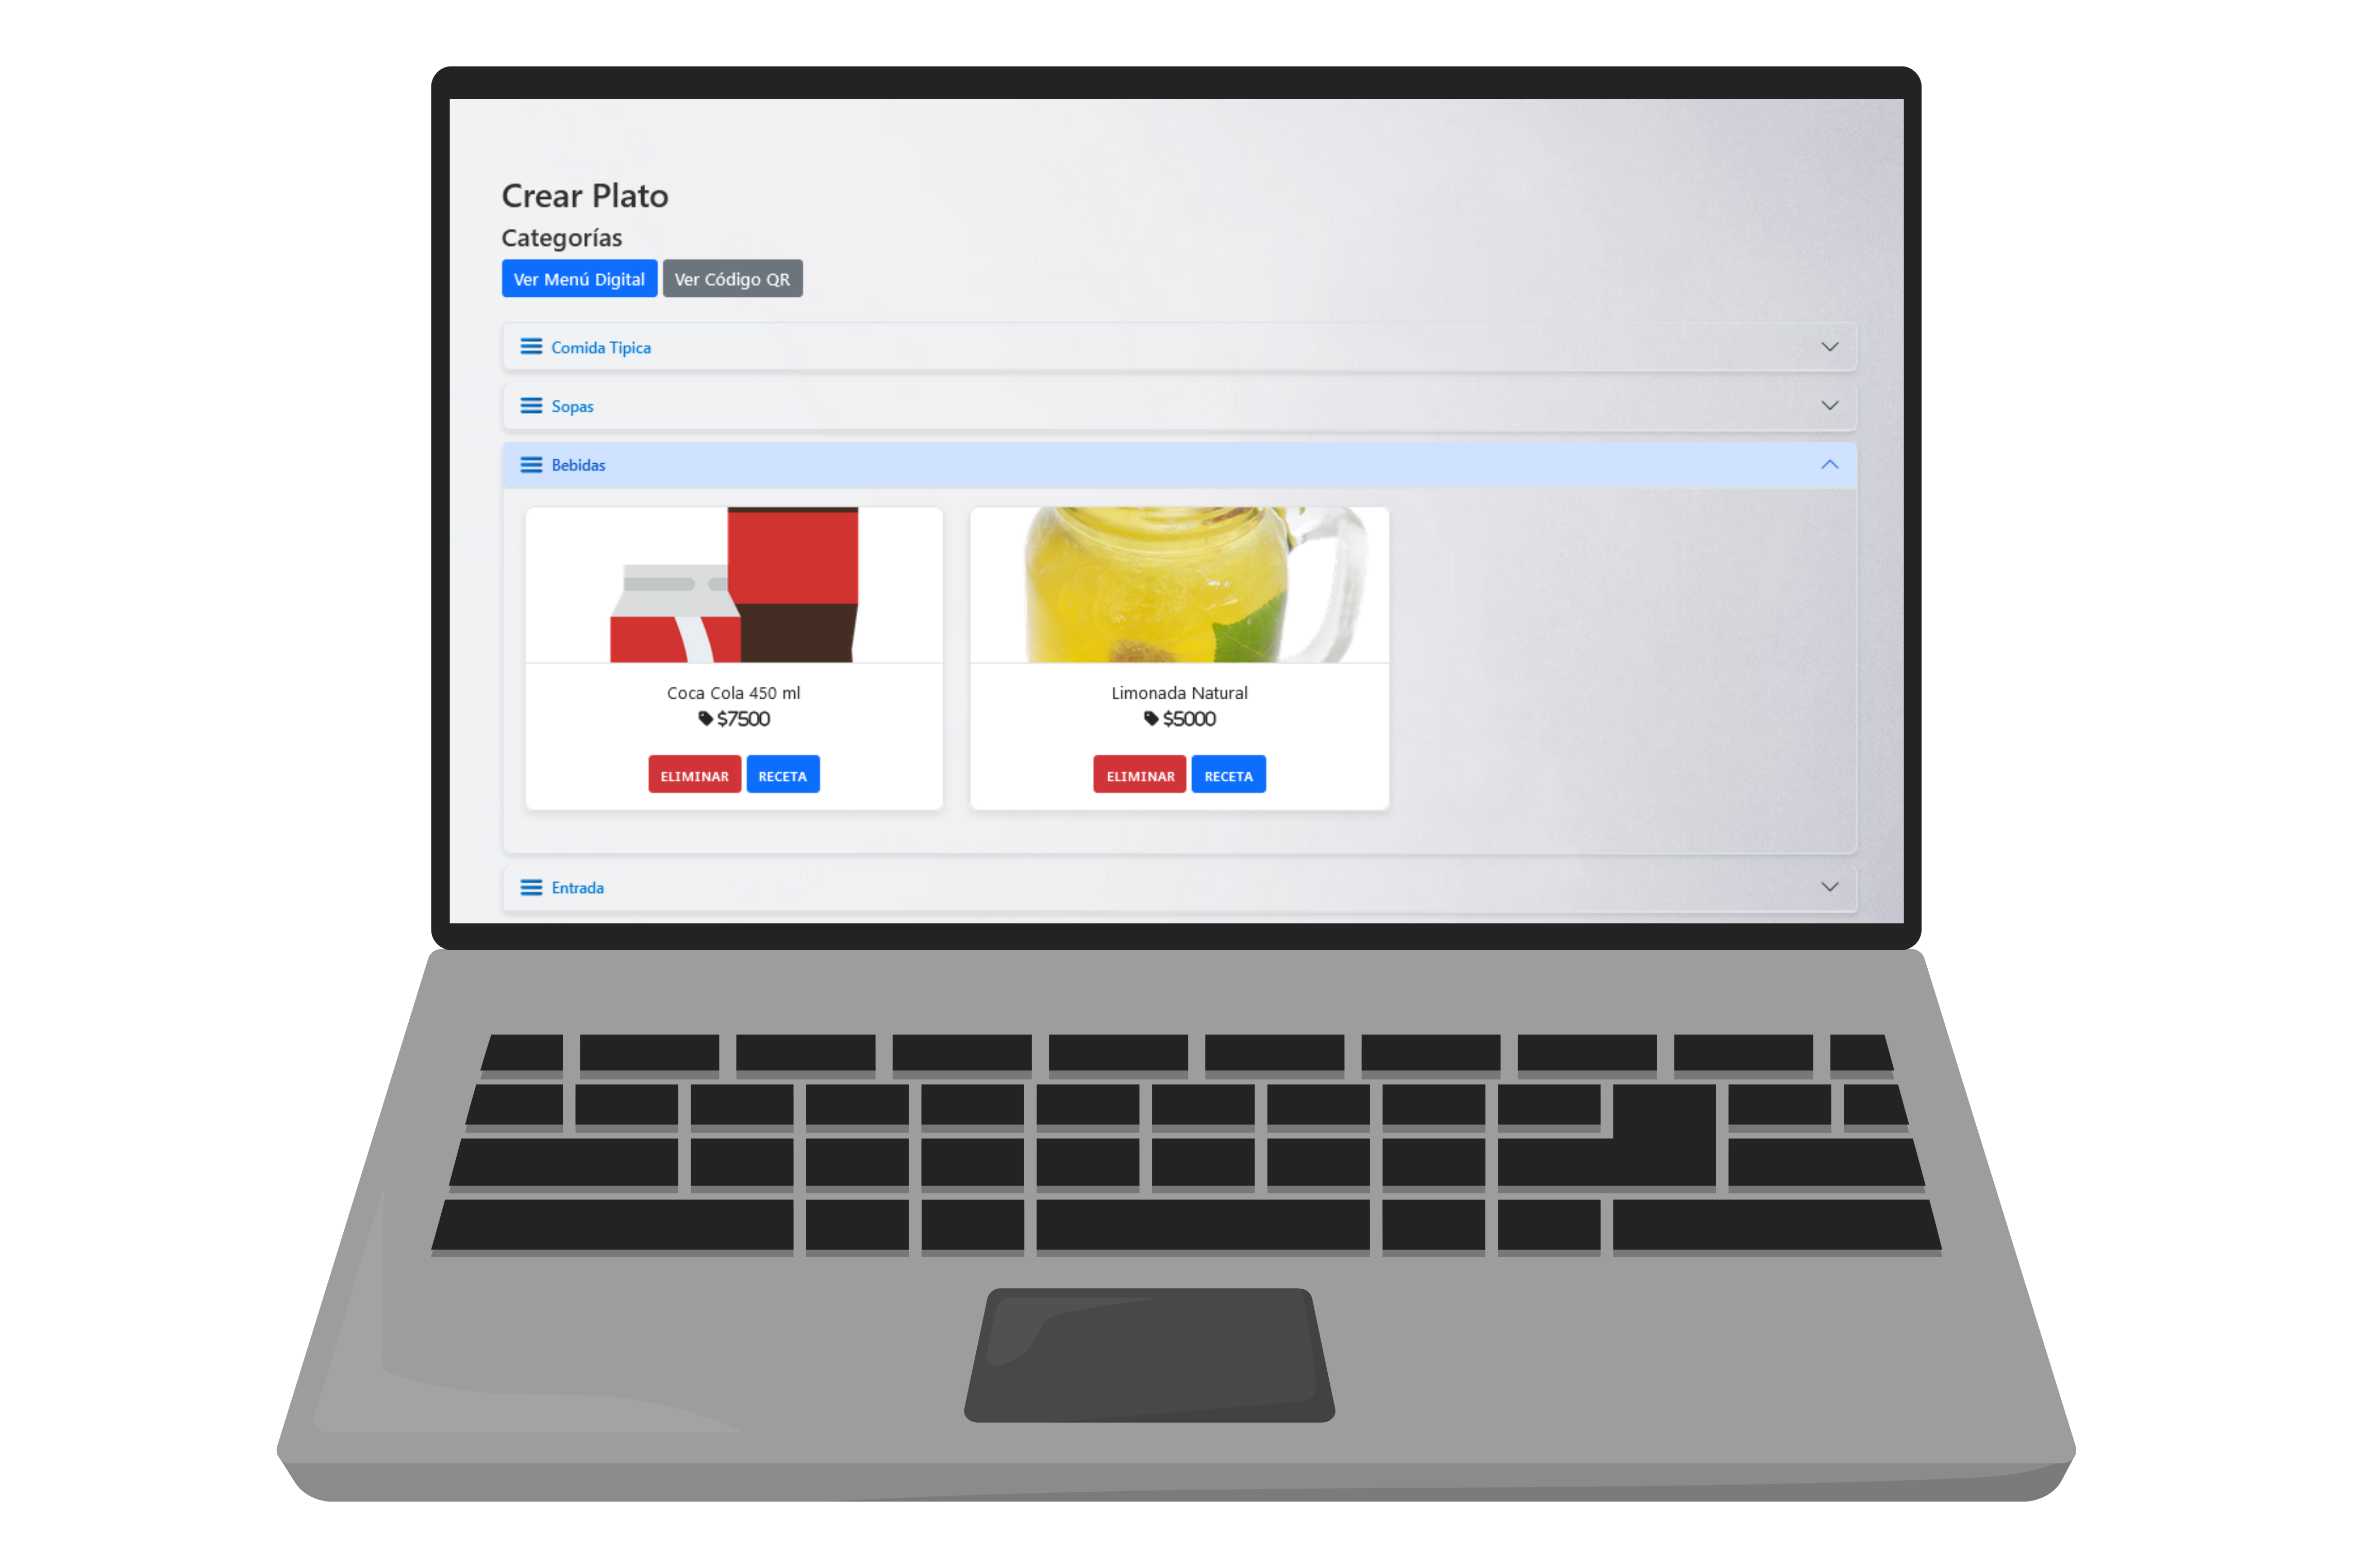 Crear Plato
Categorías
Ver Menú Digital Ver Código QR
Comida Tipica
Sopas
Bebidas
Coca Cola 450 ml
$7500
ELIMINAR RECETA
Limonada Natural
$5000
ELIMINAR RECETA
Entrada